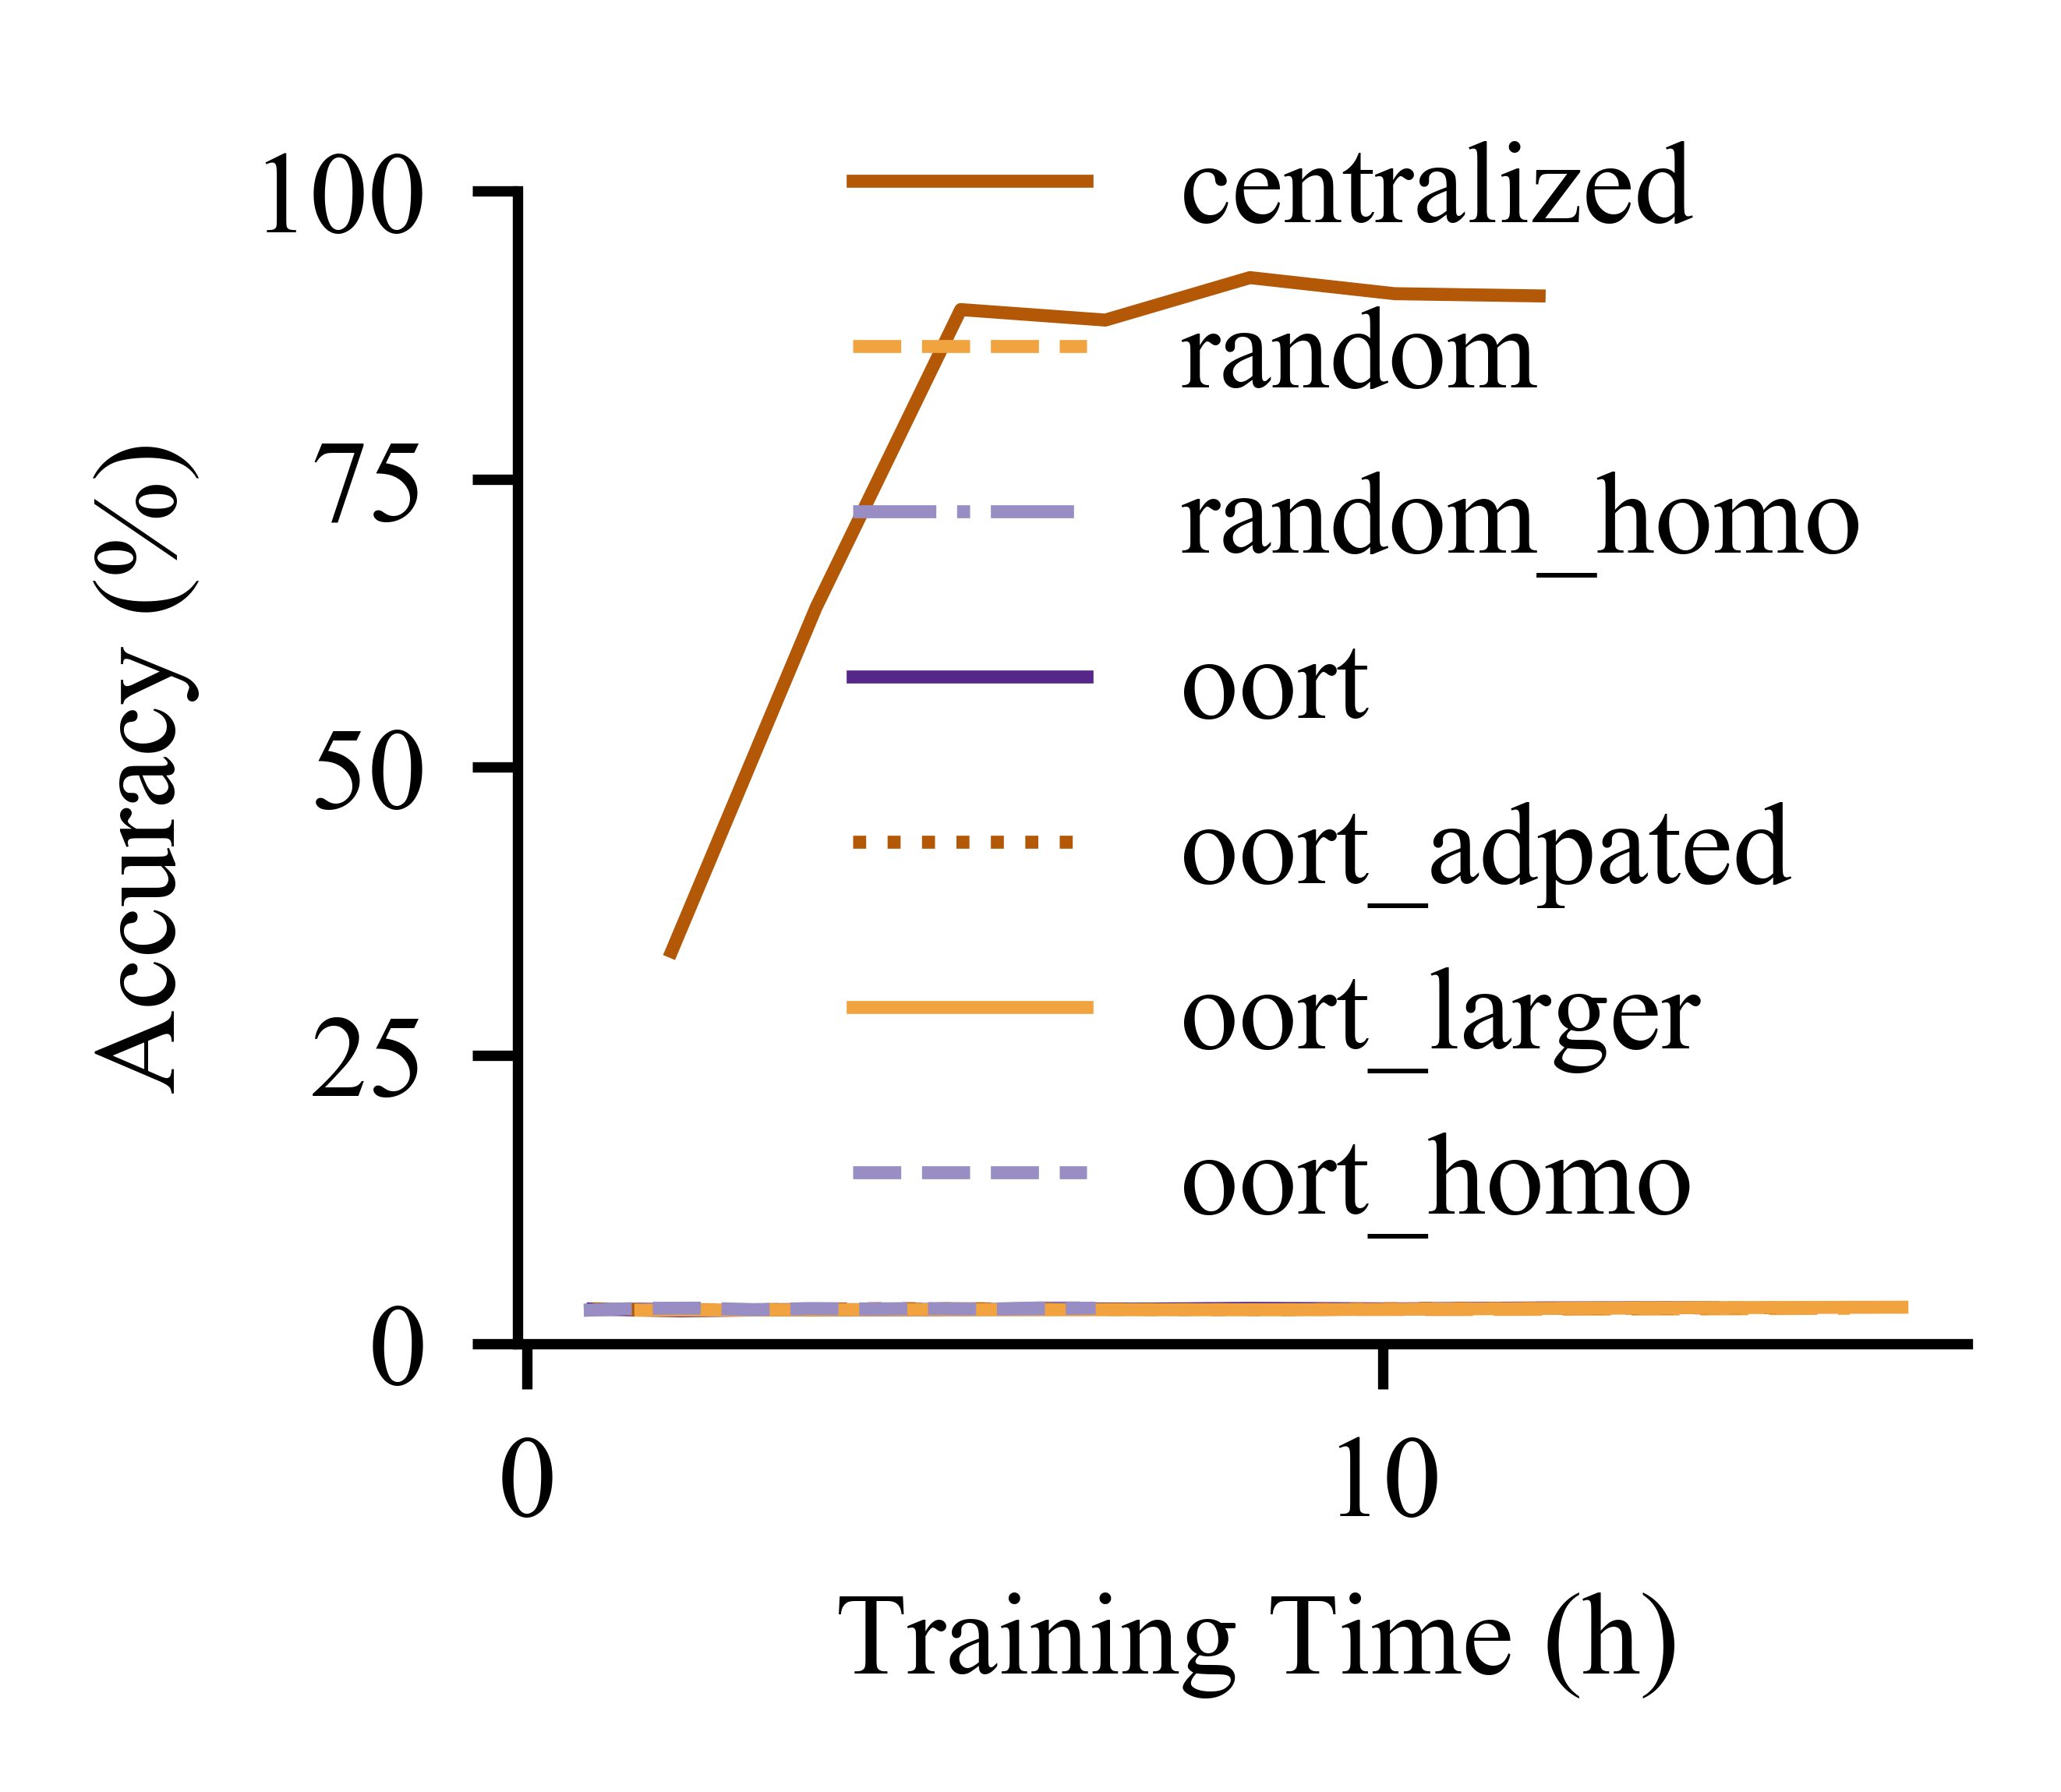 Accuracy (%)
100
75
50
25
0
centralized
random
random_homo
oort
oort_adpated
oort_larger
oort_homo
0
10
Training Time (h)